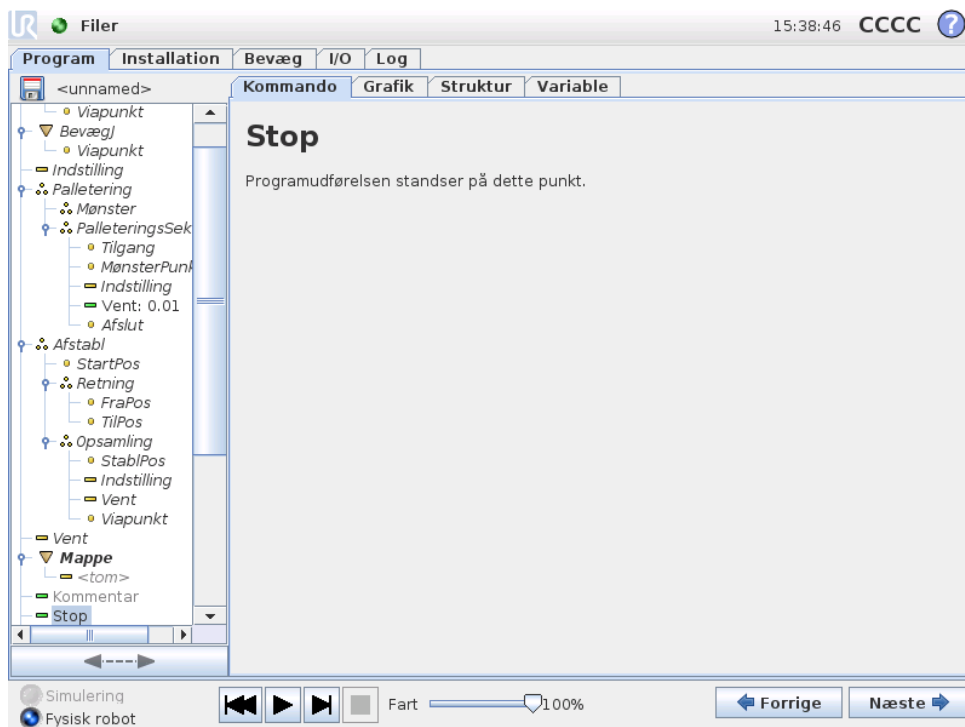 UR Filer 15:38:46 CCCC ?
Program Installation Bevæg I/O Log
<unnamed>
Kommando Grafik Struktur Variable
Viapunkt
BevægJ
Viapunkt
Indstilling
Palletering
Mønster
PalleteringsSek
Tilgang
MønsterPunk
Indstilling
Vent: 0.01
Afslut
Afstabl
StartPos
Retning
FraPos
TilPos
Opsamling
StablPos
Indstilling
Vent
Viapunkt
Vent
Mappe
<tom>
Kommentar
Stop
Stop
Programudførelsen standser på dette punkt.
Simulering
Fysisk robot
Fart 100%
Forrige Næste